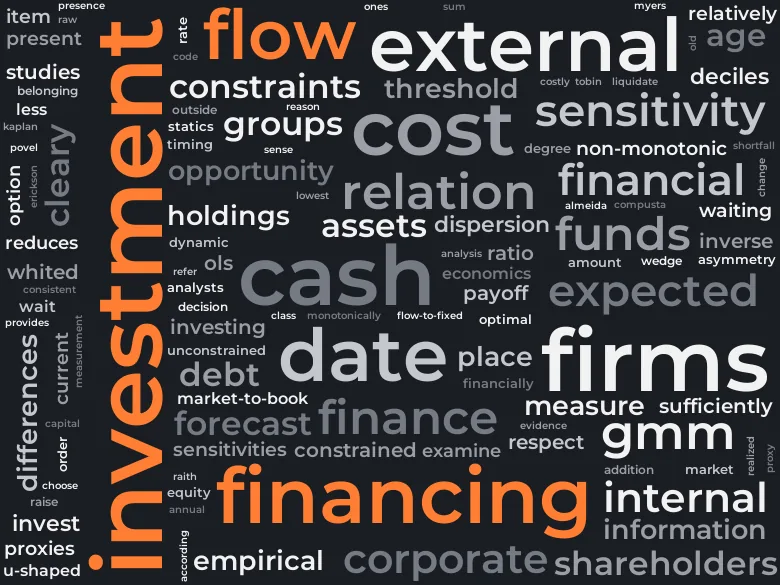 presence
ones
sum
myers
item
raw
rate
flow
relatively
present
investment
external
old
age
code
studies
constraints
threshold
costly
tobin
liquidate
deciles
belonging
less
outside
reason
groups
cost
sensitivity
kaplan
statics
timing
sense
degree
non-monotonic
shortfall
povel
cleary
option
erickson
opportunity
lowest
relation
financial
change
holdings
assets
dispersion
almeida
compusta
waiting
reduces
dynamic
funds
inverse
whited
refer
ols
cash
analysis
ratio
amount
wedge
asymmetry
consistent
analysts
economics
payoff
expected
wait
decision
provides
class
monotonically
flow-to-fixed
optimal
investing
differences
current
measurement
unconstrained
date
place
firms
debt
financially
market-to-book
measure
sufficiently
forecast
finance
capital
evidence
gmm
order
sensitivities
constrained
examine
respect
realized
proxy
choose
raith
financing
addition
market
equity
raise
annual
internal
invest
information
proxies
according
empirical
corporate
shareholders
u-shaped